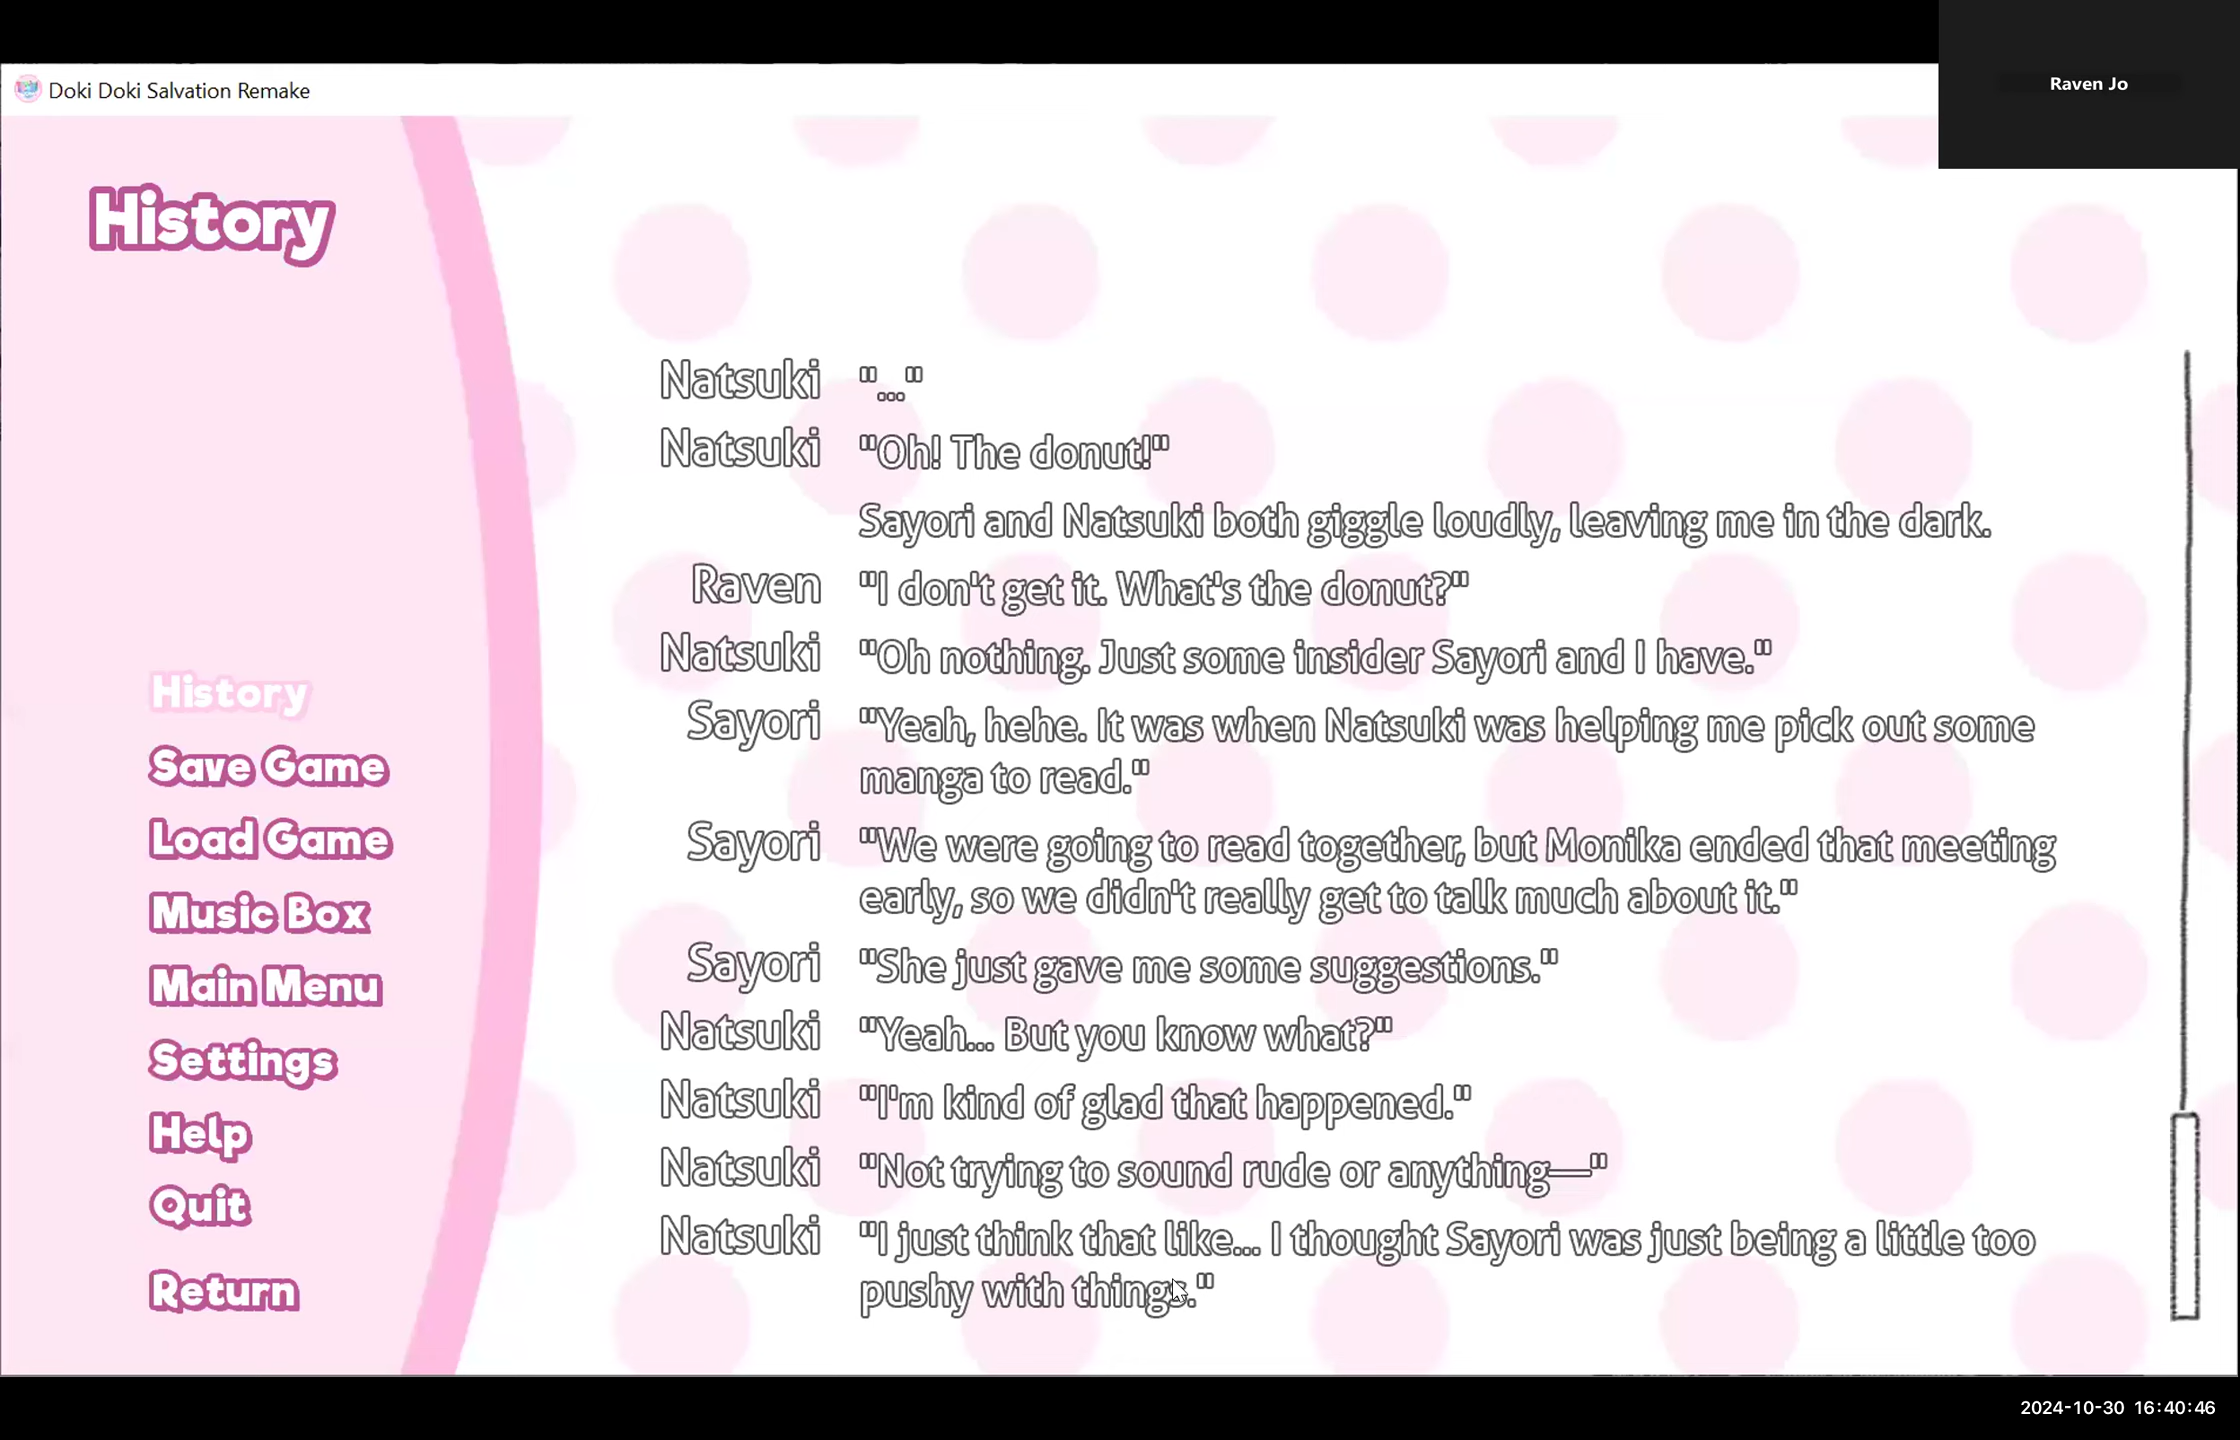 Doki Doki Salvation Remake
Raven Jo
History
Natsuki "..."
Natsuki "Oh! The donut!"
Sayori and Natsuki both giggle loudly, leaving me in the dark.
Raven "I don't get it. What's the donut?"
Natsuki "Oh nothing. Just some insider Sayori and I have."
Sayori "Yeah, hehe. It was when Natsuki was helping me pick out some
manga to read."
Sayori "We were going to read together, but Monika ended that meeting
early, so we didn't really get to talk much about it."
Sayori "She just gave me some suggestions."
Natsuki "Yeah... But you know what?"
Natsuki "I'm kind of glad that happened."
Natsuki "Not trying to sound rude or anything—"
Natsuki "I just think that like... I thought Sayori was just being a little too
pushy with things."
History
Save Game
Load Game
Music Box
Main Menu
Settings
Help
Quit
Return
2024-10-30 16:40:46